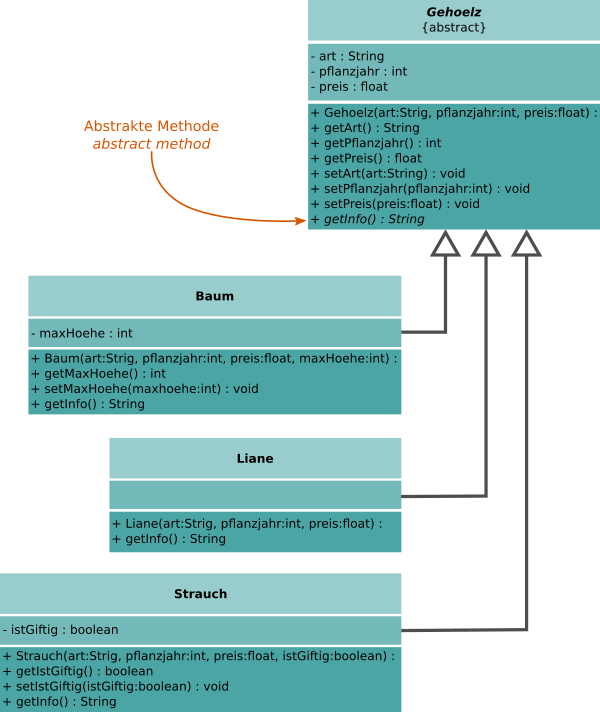 Gehoelz
{abstract}
- art : String
- pflanzjahr : int
- preis : float
+ Gehoelz(art:Strig, pflanzjahr:int, preis:float) :
+ getArt() : String
+ getPflanzjahr() : int
+ getPreis() : float
+ setArt(art:String) : void
+ setPflanzjahr(pflanzjahr:int) : void
+ setPreis(preis:float) : void
+ getInfo() : String
Abstrakte Methode
abstract method
Baum
- maxHoehe : int
+ Baum(art:Strig, pflanzjahr:int, preis:float, maxHoehe:int) :
+ getMaxHoehe() : int
+ setMaxHoehe(maxhoehe:int) : void
+ getInfo() : String
Liane
+ Liane(art:Strig, pflanzjahr:int, preis:float) :
+ getInfo() : String
Strauch
- istGiftig : boolean
+ Strauch(art:Strig, pflanzjahr:int, preis:float, istGiftig:boolean) :
+ getIstGiftig() : boolean
+ setIstGiftig(istGiftig:boolean) : void
+ getInfo() : String